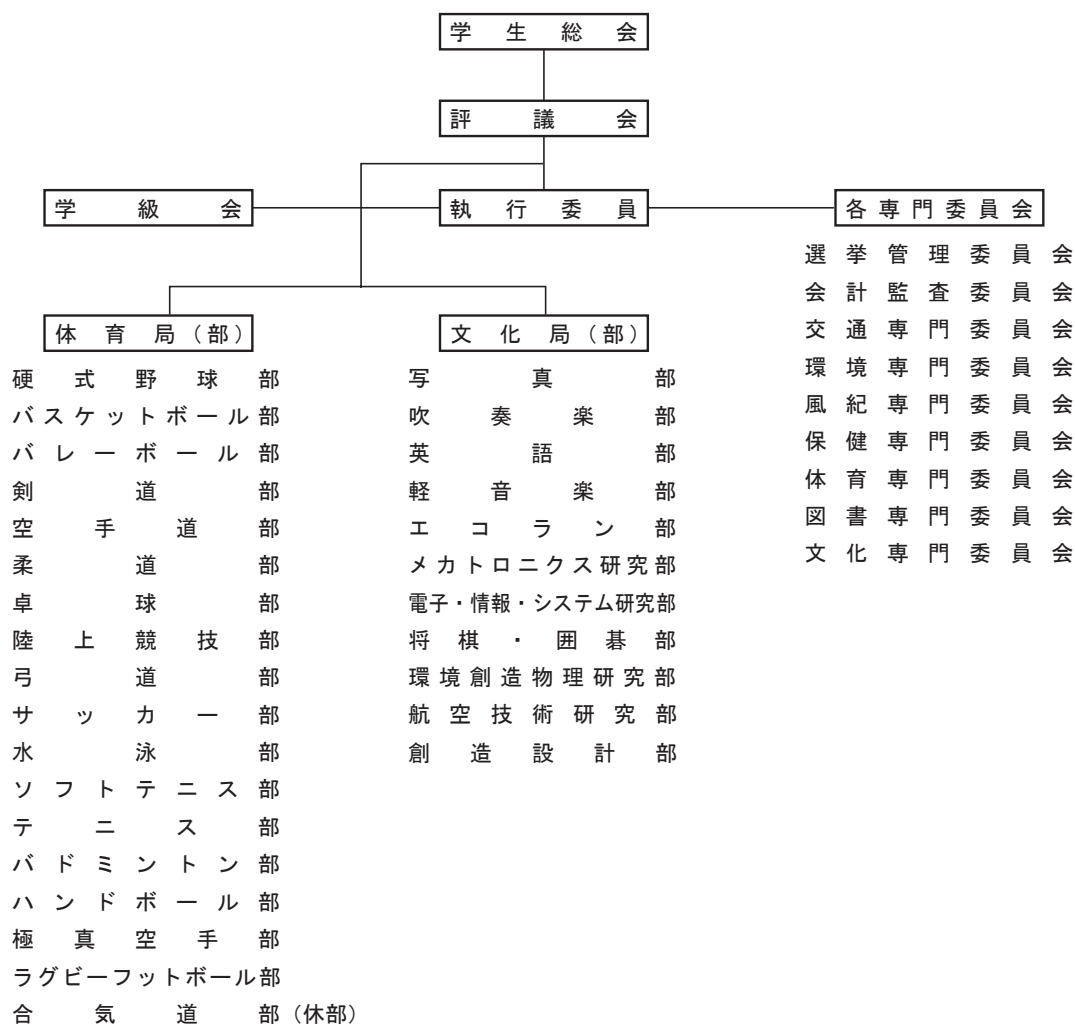 学生総会
評議会
学級会
執行委員
各専門委員会
選挙管理委員会
会計監査委員会
交通専門委員会
環境専門委員会
風紀専門委員会
保健専門委員会
体育専門委員会
図書専門委員会
文化専門委員会
体育局(部)
硬式野球部
バスケットボール部
バレーボール部
剣道部
空手道部
柔道部
卓球部
陸上競技部
弓道部
サッカー部
水泳部
ソフトテニス部
テニス部
バドミントン部
ハンドボール部
極真空手部
ラグビーフットボール部
合気道部(休部)
文化局(部)
写真部
吹奏楽部
英語部
軽音楽部
エコラン部
メカトロニクス研究部
電子・情報・システム研究部
将棋・囲碁部
環境創造物理研究部
航空技術研究部
創造設計部